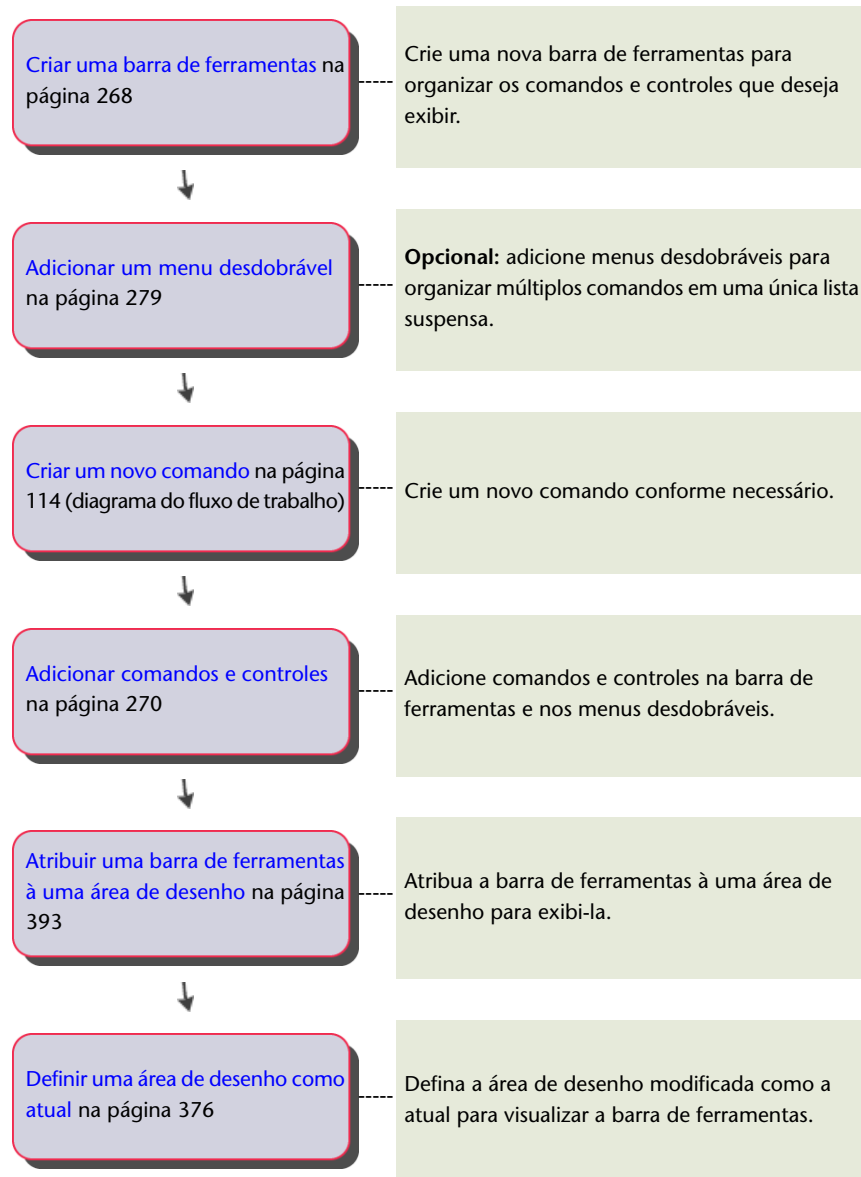 Criar uma barra de ferramentas na
página 268
Crie uma nova barra de ferramentas para
organizar os comandos e controles que deseja
exibir.
Adicionar um menu desdobrável
na página 279
Opcional: adicione menus desdobráveis para
organizar múltiplos comandos em uma única lista
suspensa.
Criar um novo comando na página
114 (diagrama do fluxo de trabalho)
Crie um novo comando conforme necessário.
Adicionar comandos e controles
na página 270
Adicione comandos e controles na barra de
ferramentas e nos menus desdobráveis.
Atribuir uma barra de ferramentas
à uma área de desenho na página
393
Atribua a barra de ferramentas à uma área de
desenho para exibi-la.
Definir uma área de desenho como
atual na página 376
Defina a área de desenho modificada como a
atual para visualizar a barra de ferramentas.